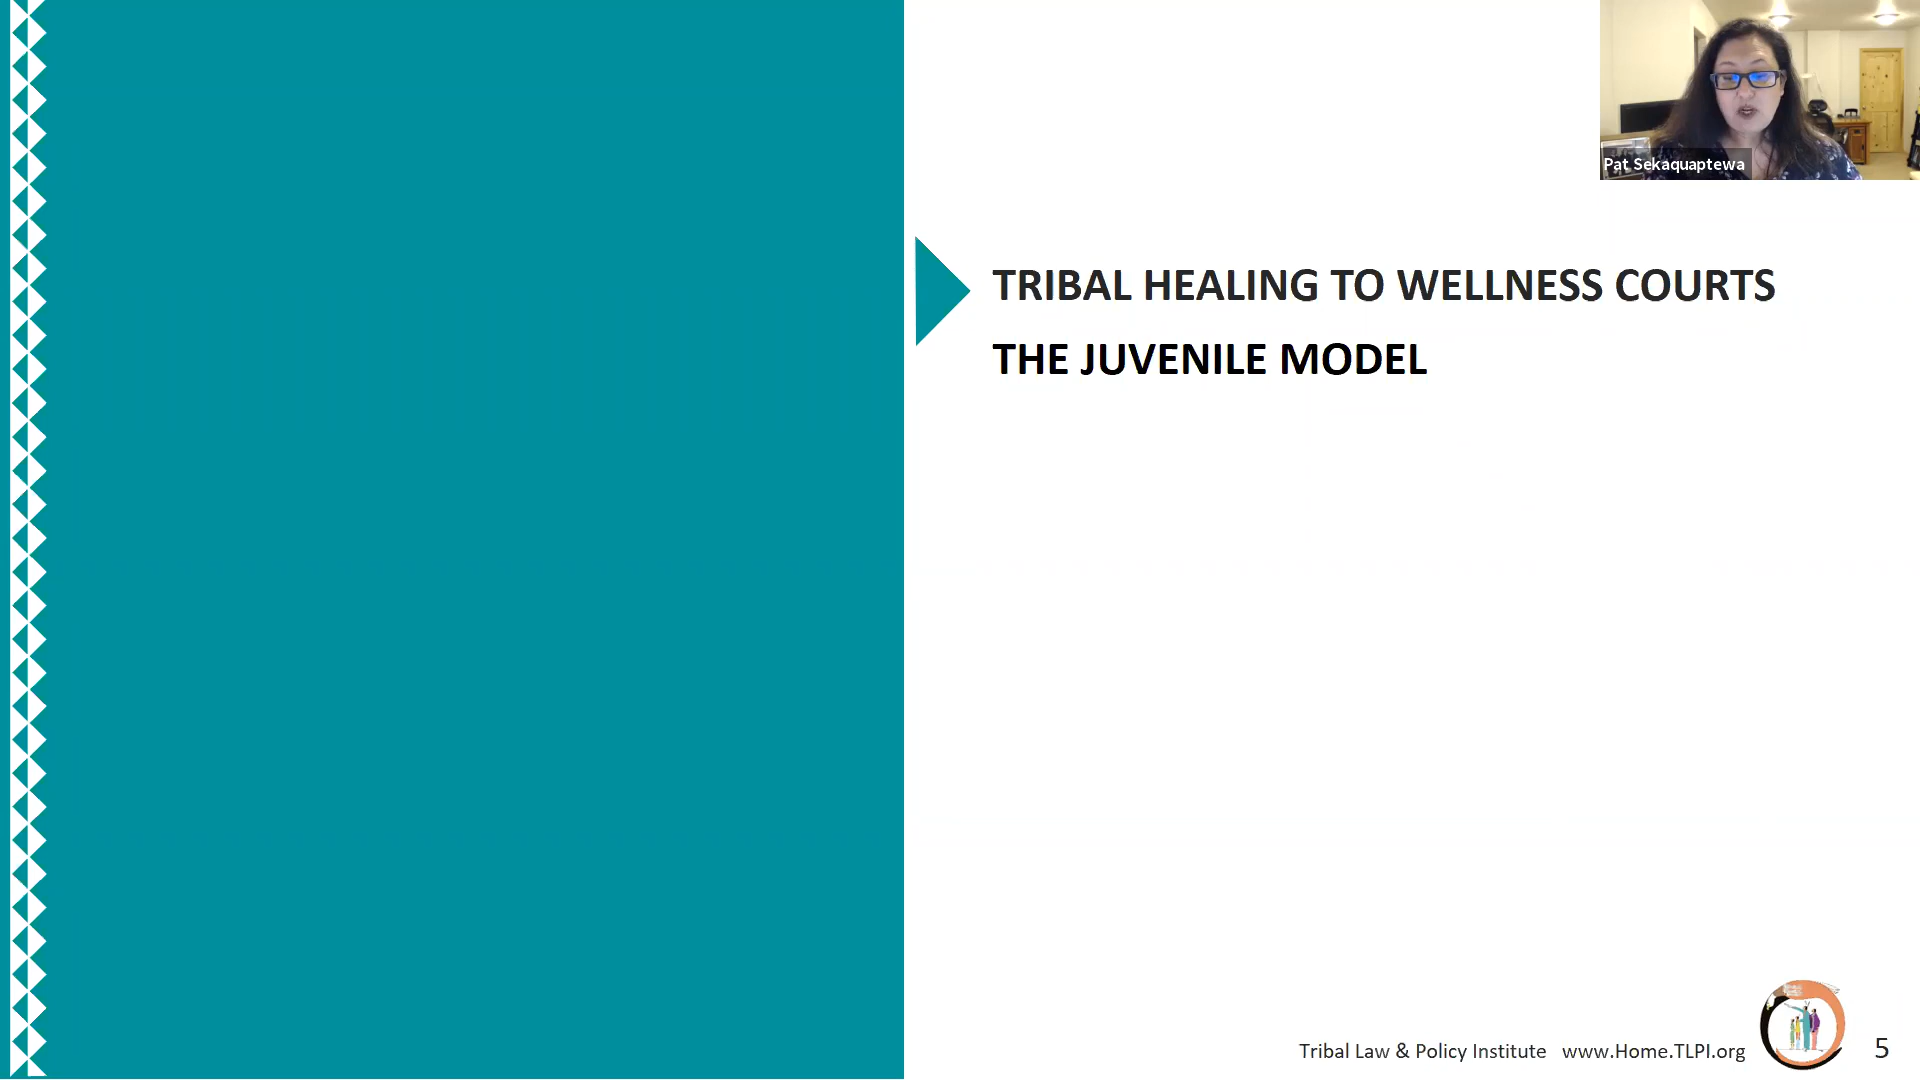 Pat Sekaquaptewa
TRIBAL HEALING TO WELLNESS COURTS
THE JUVENILE MODEL
Tribal Law & Policy Institute www.Home.TLPI.org
5